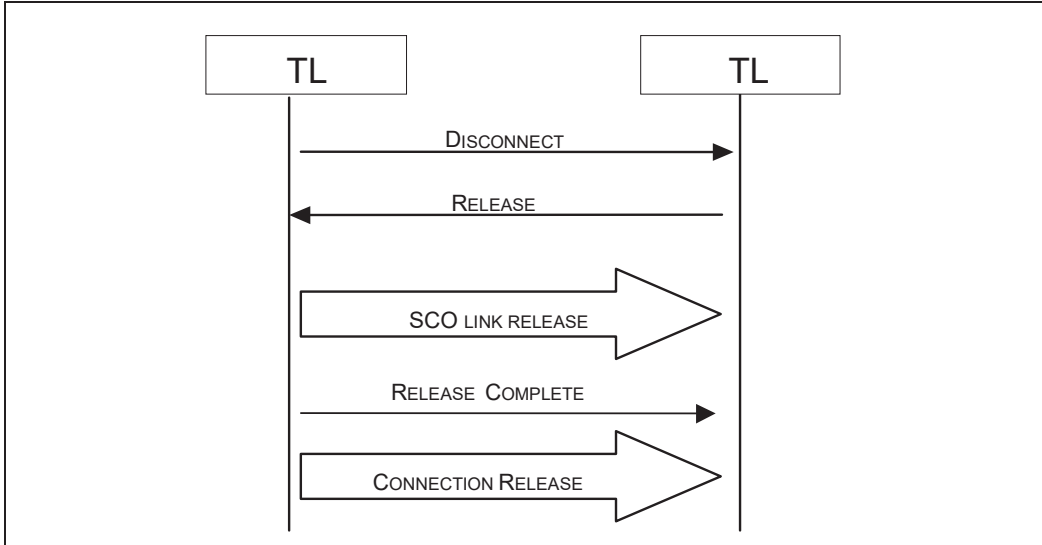 TL
TL
DISCONNECT
RELEASE
SCO LINK RELEASE
RELEASE COMPLETE
CONNECTION RELEASE